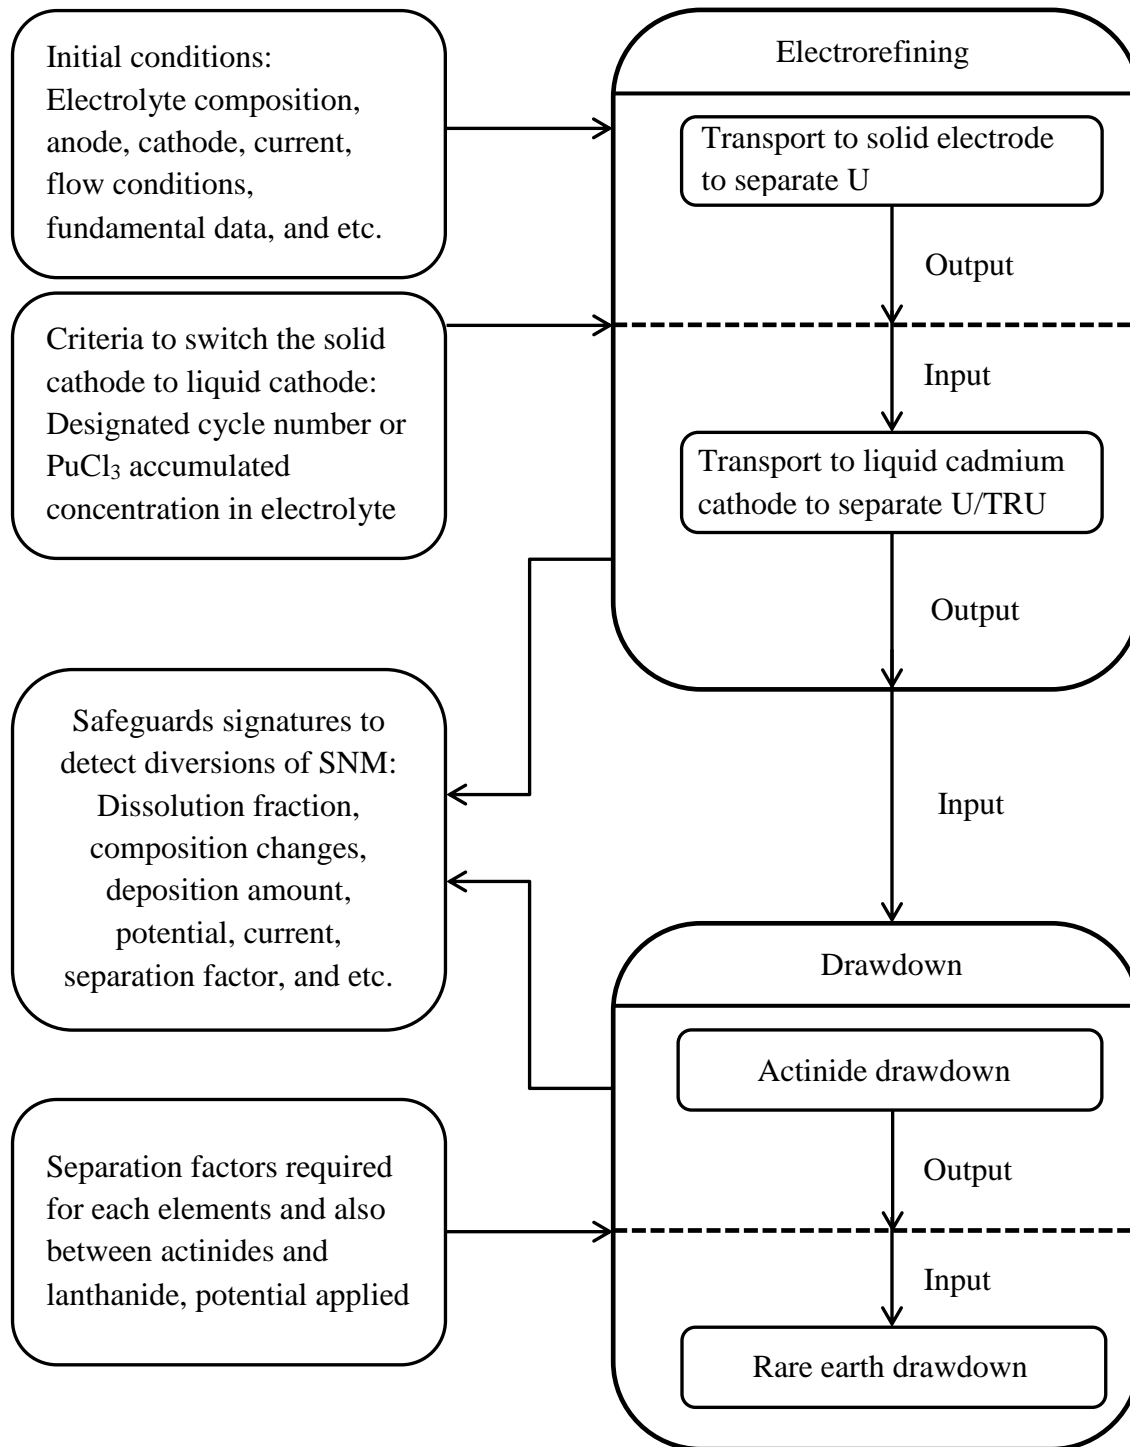 Initial conditions:
Electrolyte composition,
anode, cathode, current,
flow conditions,
fundamental data, and etc.
Electrorefining
Transport to solid electrode
to separate U
Output
Criteria to switch the solid
cathode to liquid cathode:
Designated cycle number or
PuCl₃ accumulated
concentration in electrolyte
Input
Transport to liquid cadmium
cathode to separate U/TRU
Output
Safeguards signatures to
detect diversions of SNM:
Dissolution fraction,
composition changes,
deposition amount,
potential, current,
separation factor, and etc.
Input
Drawdown
Actinide drawdown
Output
Separation factors required
for each elements and also
between actinides and
lanthanide, potential applied
Input
Rare earth drawdown